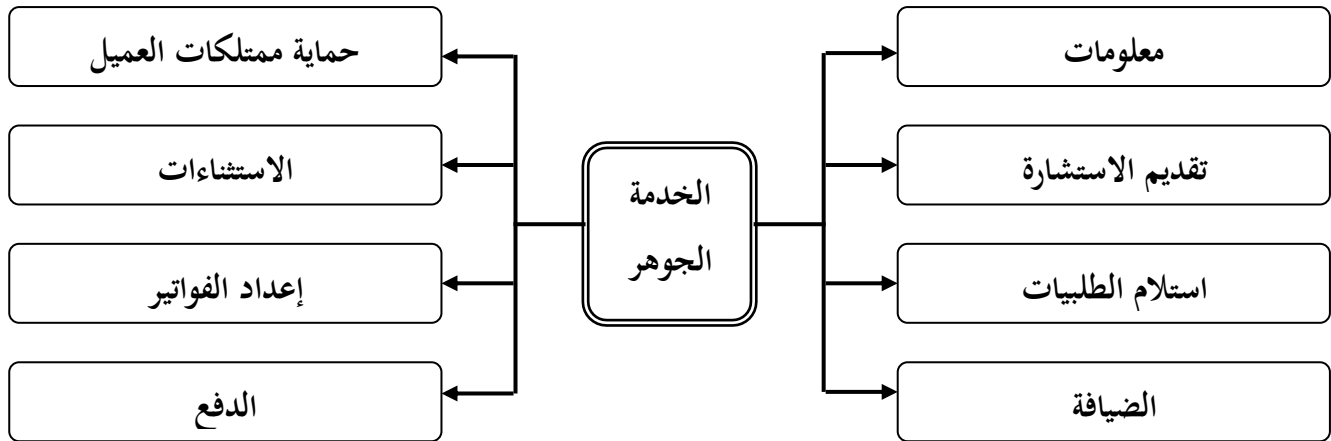 معلومات
حماية ممتلكات العميل
تقديم الاستشارة
الاستثناءات
الخدمة
الجوهر
استلام الطلبيات
إعداد الفواتير
الضيافة
الدفع